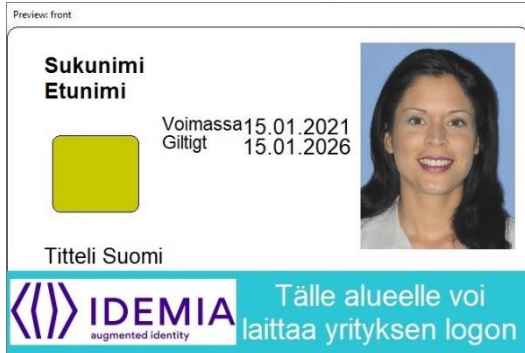 Preview: front
Sukunimi
Etunimi
Voimassa 15.01.2021
Giltigt 15.01.2026
Titteli Suomi
IDEMIA
augmented identity
Tälle alueelle voi
laittaa yrityksen logon